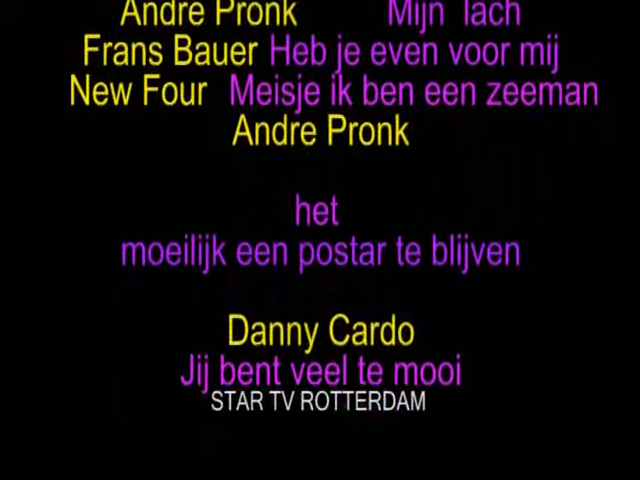 Andre Pronk Mijn lach
Frans Bauer Heb je even voor mij
New Four Meisje ik ben een zeeman
Andre Pronk
het
moeilijk een postar te blijven
Danny Cardo
Jij bent veel te mooi
STAR TV ROTTERDAM